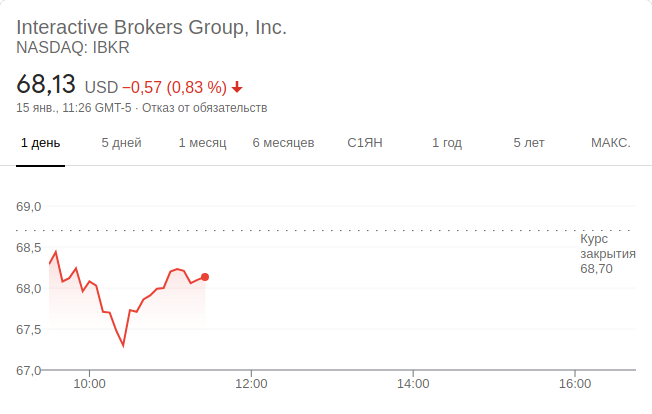 Interactive Brokers Group, Inc.
NASDAQ: IBKR
68,13 USD −0,57 (0,83 %)
15 янв., 11:26 GMT-5 · Отказ от обязательств
1 день 5 дней 1 месяц 6 месяцев С1ЯН 1 год 5 лет МАКС.
69,0
68,5
68,0
67,5
67,0
Курс
закрытия
68,70
10:00 12:00 14:00 16:00